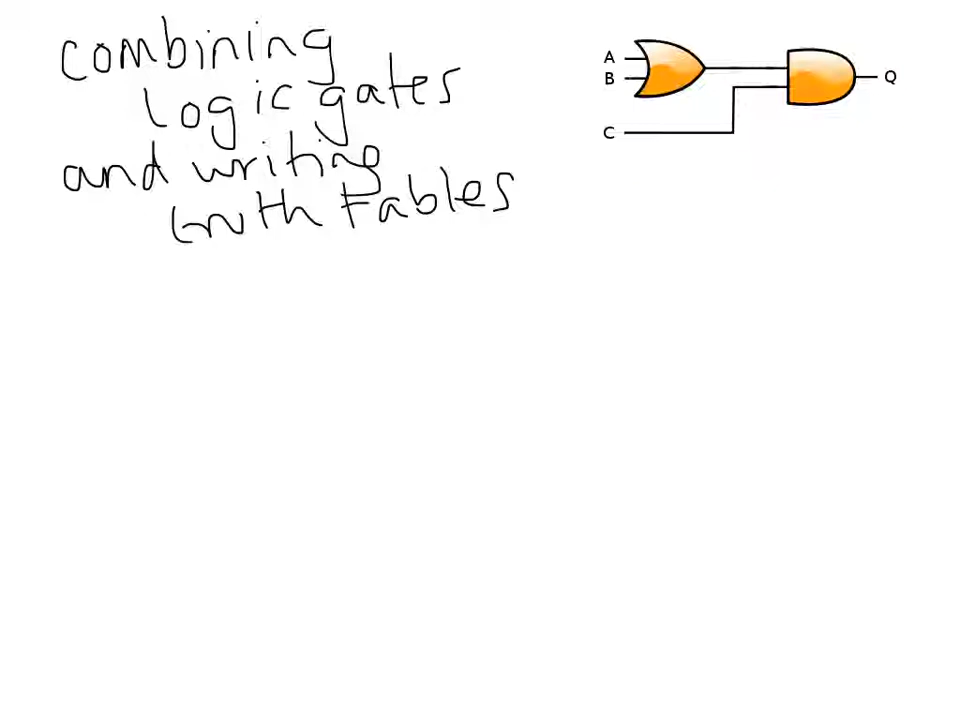 combining
logic gates
and writing
truth tables
A
B
C
Q